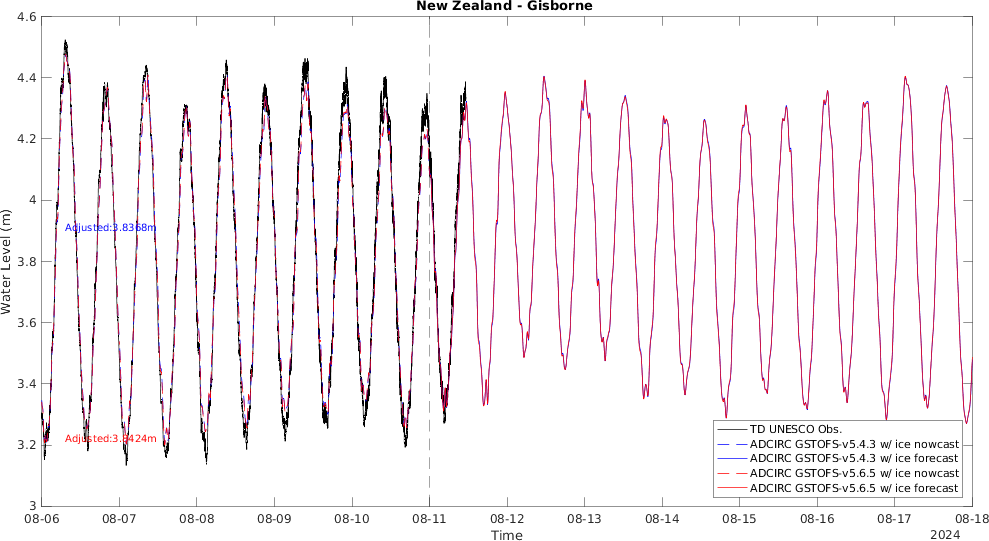 New Zealand - Gisborne
4.6
4.4
4.2
4
3.8
3.6
3.4
3.2
3
Water Level (m)
Adjusted:3.8368m
Adjusted:3.8424m
TD UNESCO Obs.
ADCIRC GSTOFS-v5.4.3 w/ ice nowcast
ADCIRC GSTOFS-v5.4.3 w/ ice forecast
ADCIRC GSTOFS-v5.6.5 w/ ice nowcast
ADCIRC GSTOFS-v5.6.5 w/ ice forecast
08-06 08-07 08-08 08-09 08-10 08-11 08-12 08-13 08-14 08-15 08-16 08-17 08-18
Time
2024